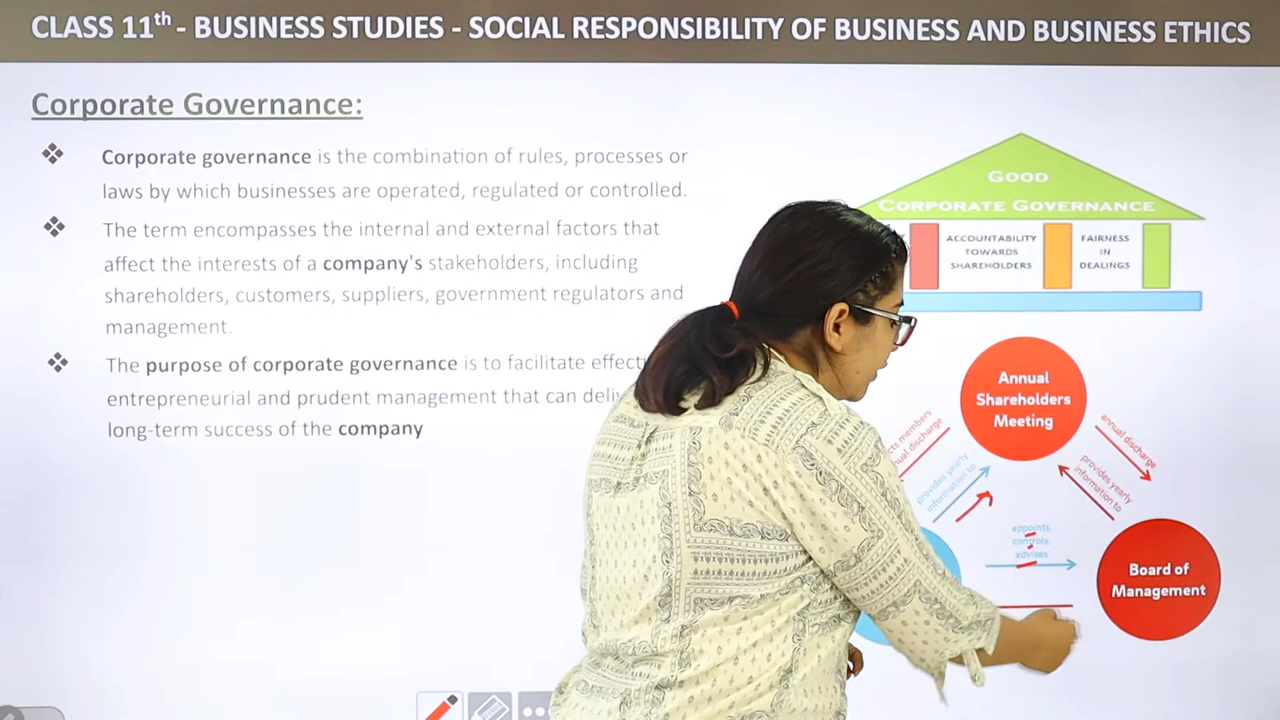 CLASS 11th - BUSINESS STUDIES - SOCIAL RESPONSIBILITY OF BUSINESS AND BUSINESS ETHICS
Corporate Governance:
❖ Corporate governance is the combination of rules, processes or
laws by which businesses are operated, regulated or controlled.
❖ The term encompasses the internal and external factors that
affect the interests of a company's stakeholders, including
shareholders, customers, suppliers, government regulators and
management.
❖ The purpose of corporate governance is to facilitate
entrepreneurial and prudent management that can
long-term success of the company
GOOD
CORPORATE GOVERNANCE
ACCOUNTABILITY
TOWARDS
SHAREHOLDERS
FAIRNESS
IN
DEALINGS
Annual
Shareholders
Meeting
members
discharge
provides yearly
information to
annual discharge
provides yearly
information to
appoints,
controls,
advises
Board of
Management